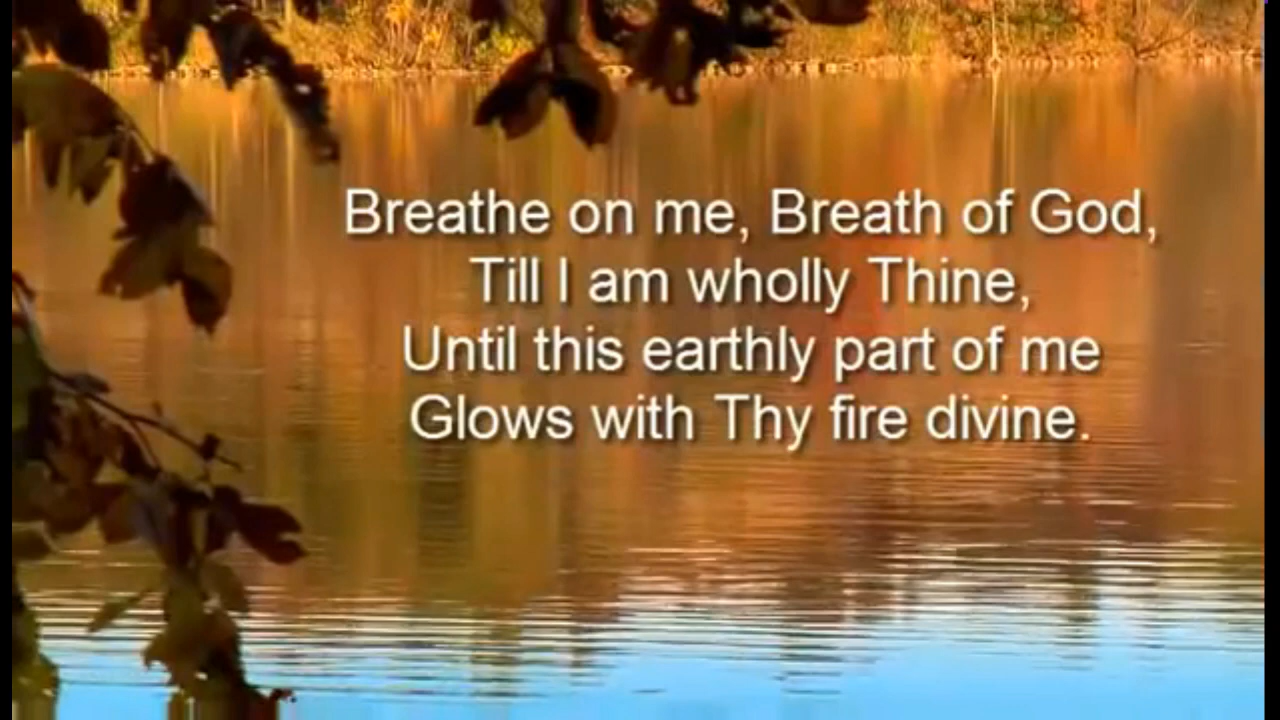 Breathe on me, Breath of God,
Till I am wholly Thine,
Until this earthly part of me
Glows with Thy fire divine.